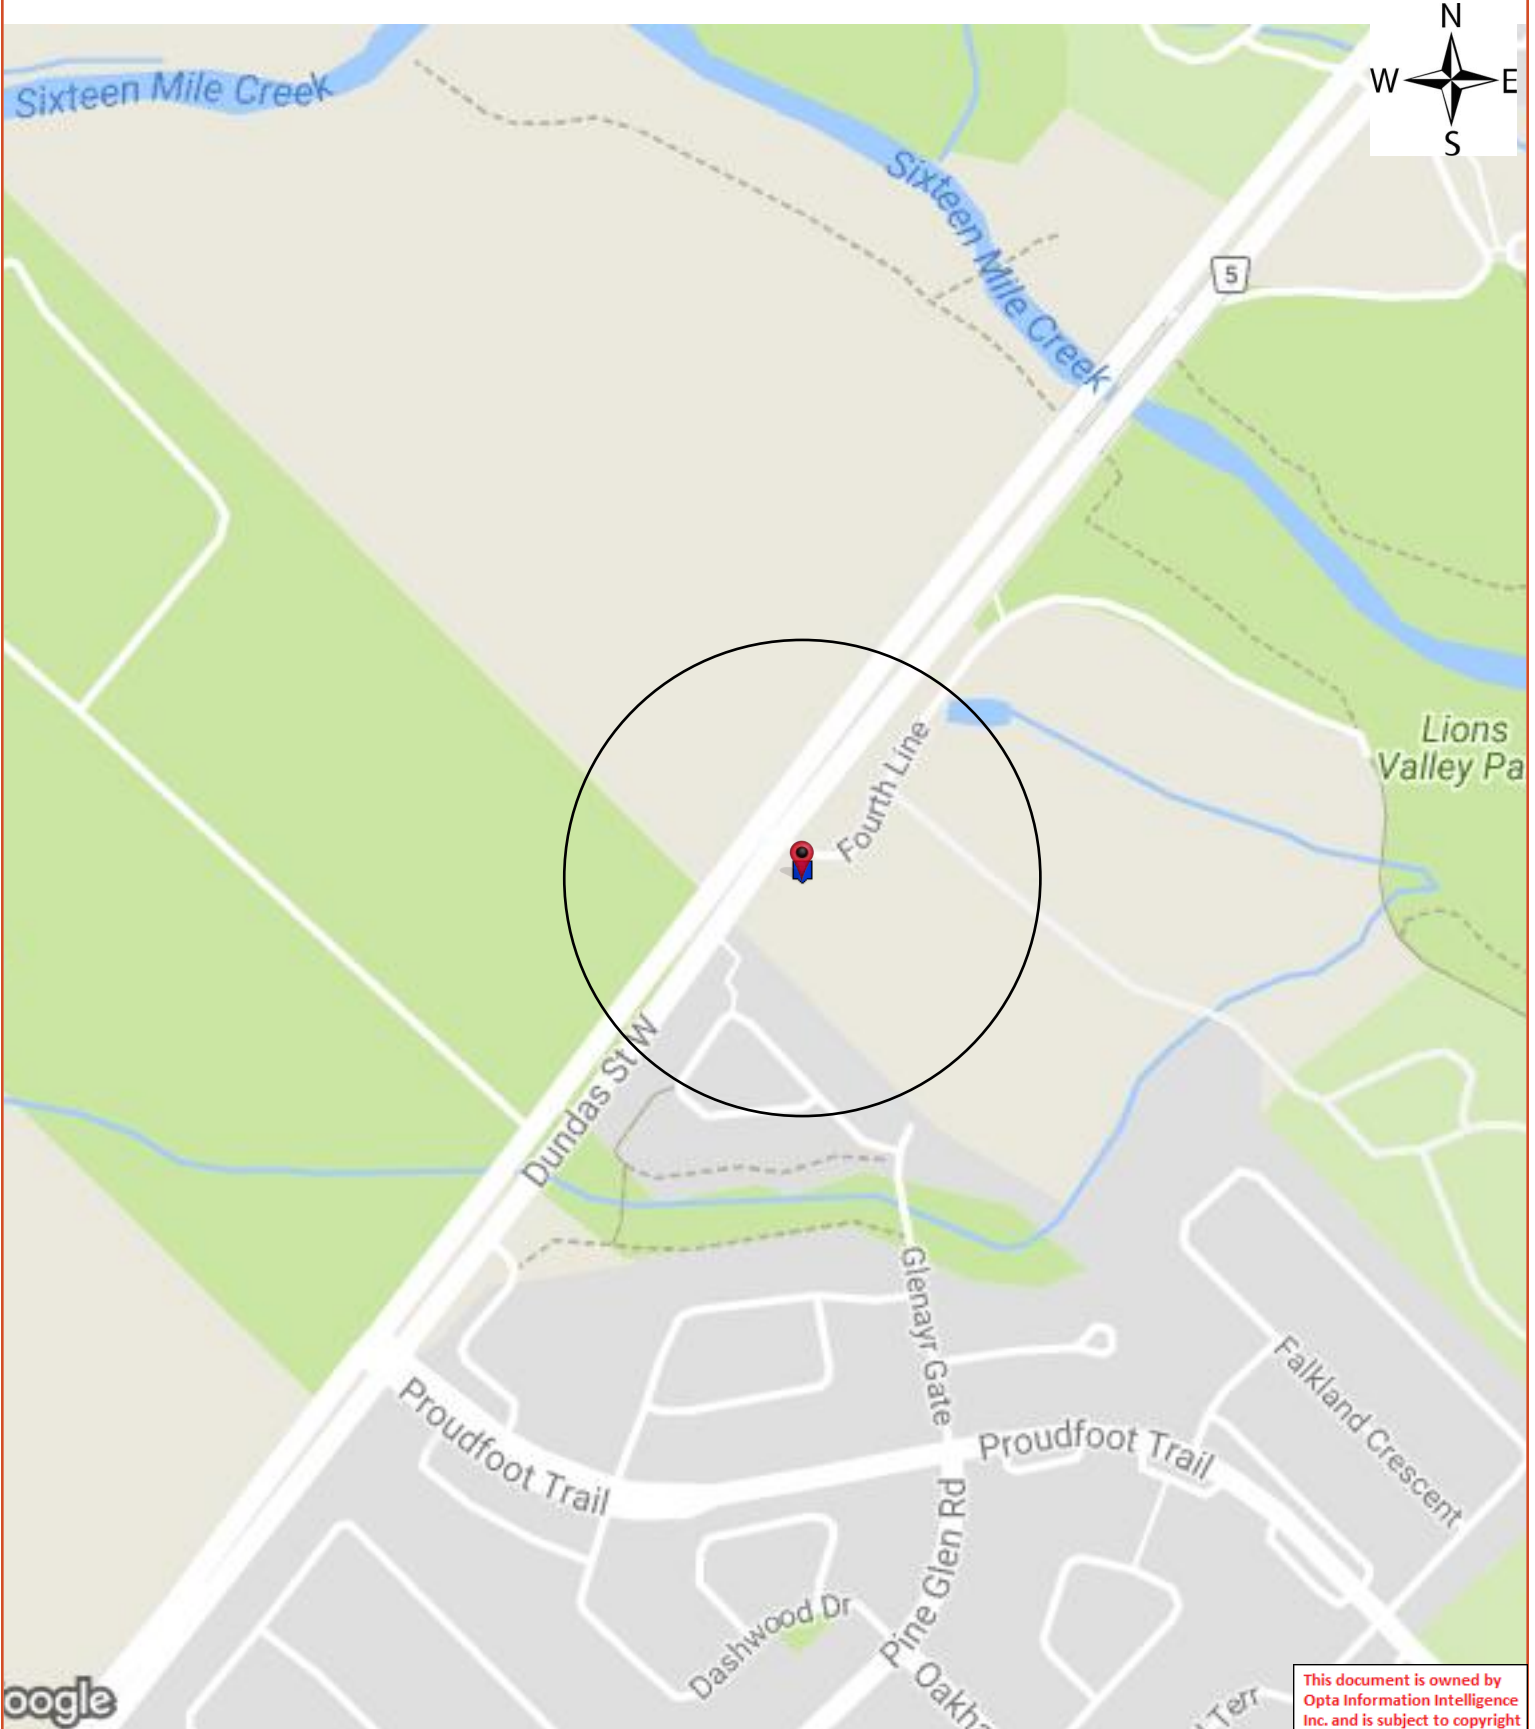 N
W E
S
Sixteen Mile Creek
Sixteen Mile Creek
5
Lions
Valley Pa
Fourth Line
Dundas St W
Glenayr Gate
Falkland Crescent
Proudfoot Trail
Proudfoot Trail
Pine Glen Rd
Dashwood Dr
Oakha
Terr
oogle
This document is owned by
Opta Information Intelligence
Inc. and is subject to copyright